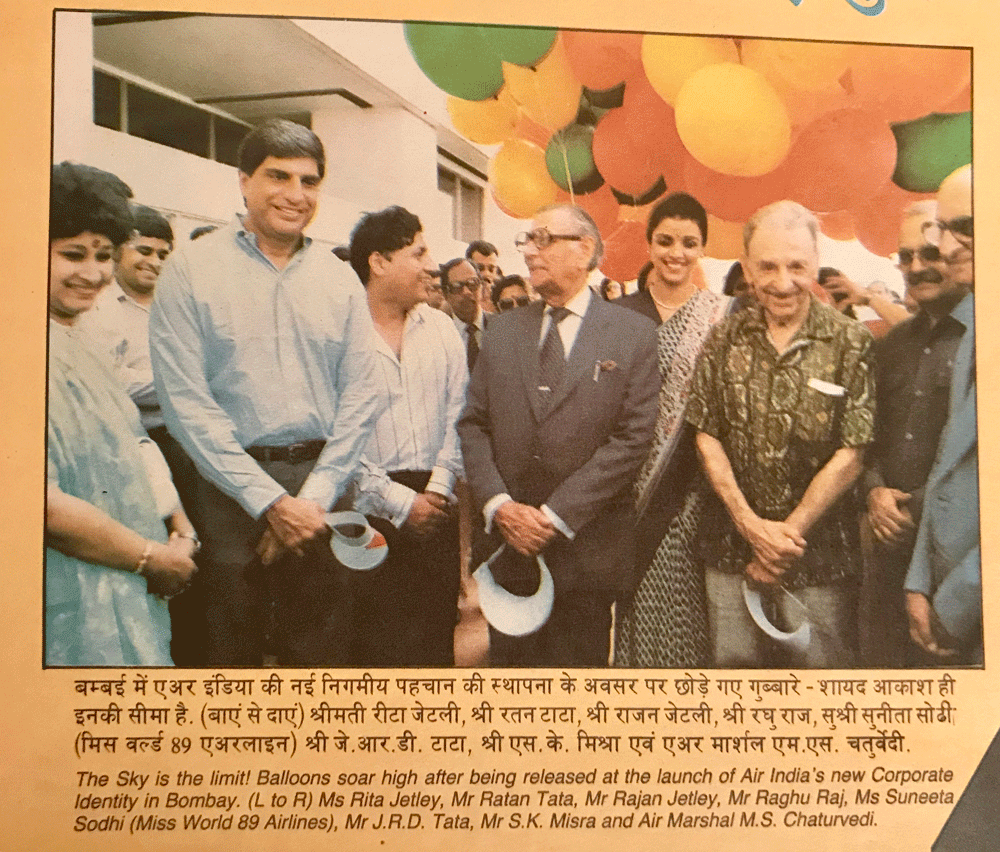 बम्बई में एअर इंडिया की नई निगमीय पहचान की स्थापना के अवसर पर छोड़े गए गुब्बारे - शायद आकाश ही
इनकी सीमा है. (बाएं से दाएं) श्रीमती रीटा जेटली, श्री रतन टाटा, श्री राजन जेटली, श्री रघु राज, सुश्री सुनीता सोढी
(मिस वर्ल्ड 89 एअरलाइन) श्री जे.आर.डी. टाटा, श्री एस.के. मिश्रा एवं एअर मार्शल एम.एस. चतुर्वेदी.
The Sky is the limit! Balloons soar high after being released at the launch of Air India's new Corporate
Identity in Bombay. (L to R) Ms Rita Jetley, Mr Ratan Tata, Mr Rajan Jetley, Mr Raghu Raj, Ms Suneeta
Sodhi (Miss World 89 Airlines), Mr J.R.D. Tata, Mr S.K. Misra and Air Marshal M.S. Chaturvedi.